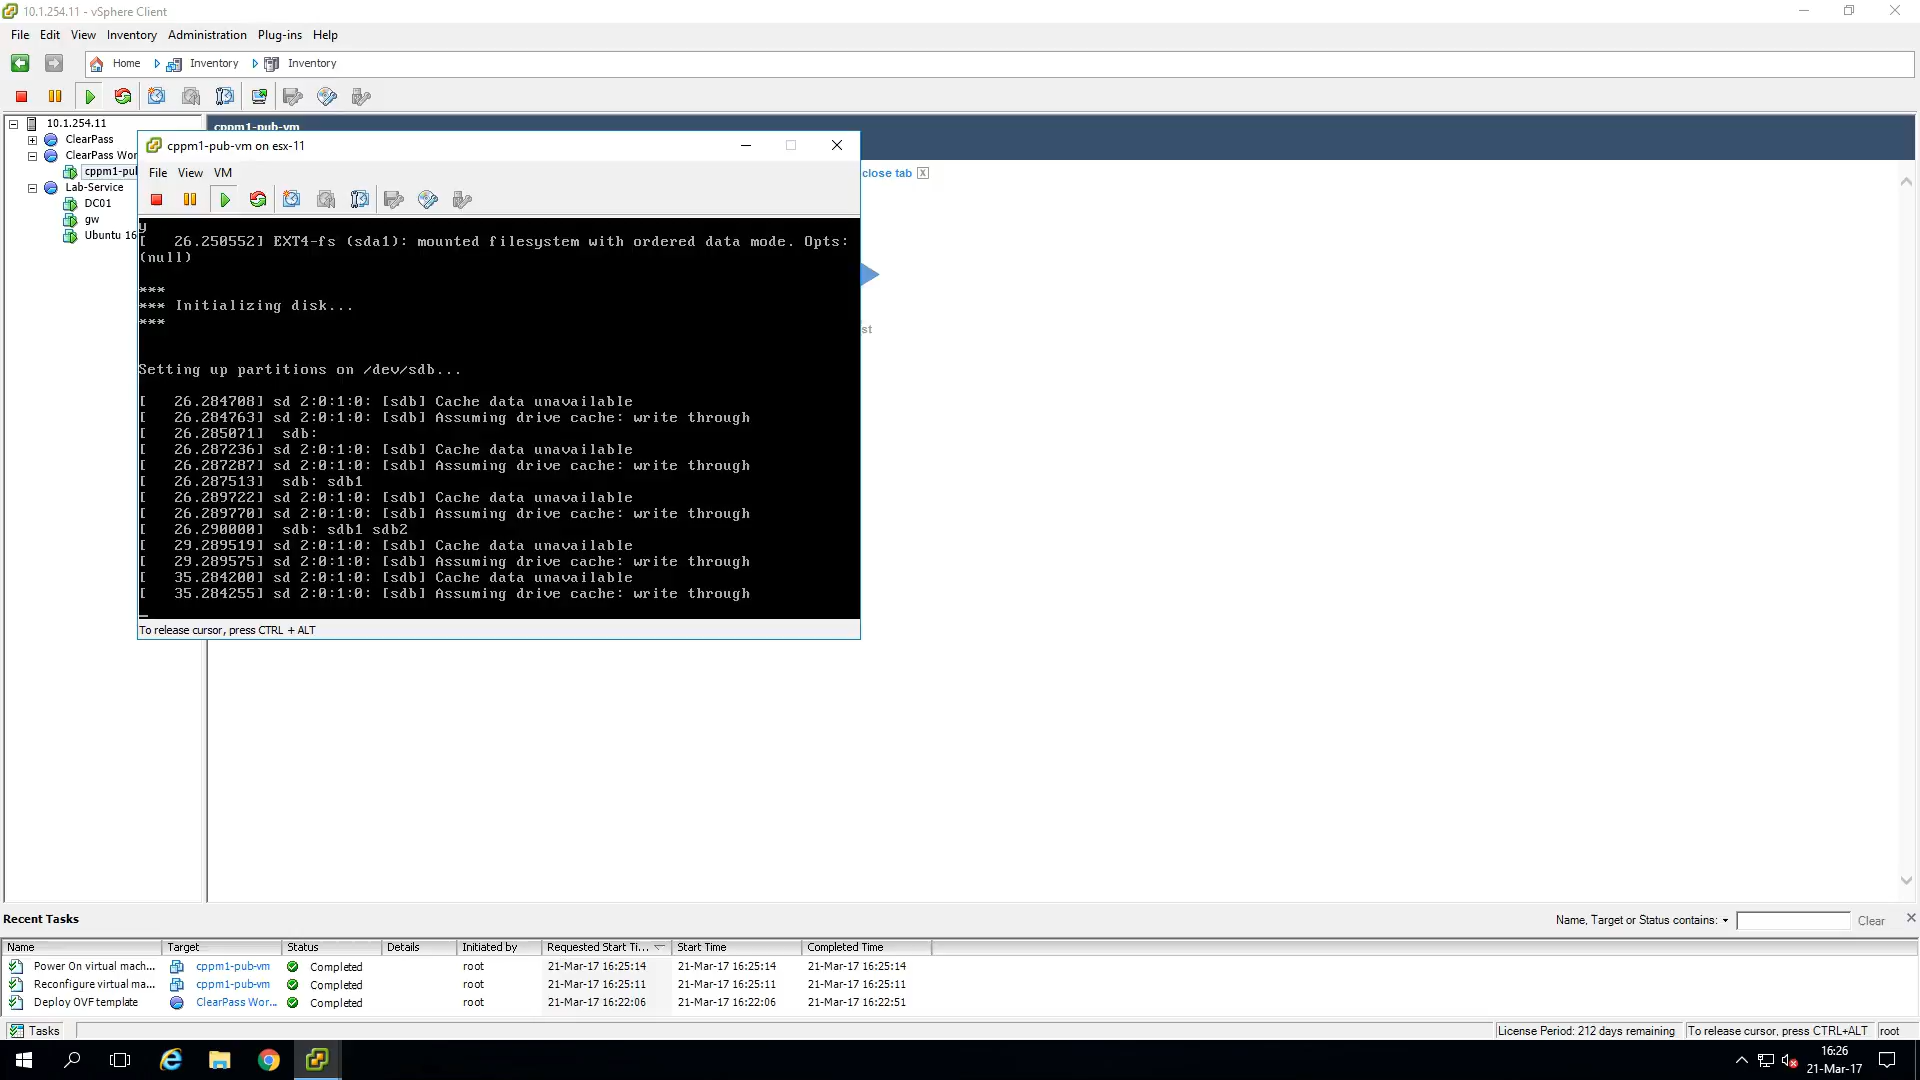 10.1.254.11 - vSphere Client
File Edit View Inventory Administration Plug-ins Help
Home Inventory Inventory
10.1.254.11
ClearPass
ClearPass Wor
cppm1-pul
Lab-Service
DC01
gw
Ubuntu 16
cppm1-pub-vm
close tab X
st
cppm1-pub-vm on esx-11
File View VM
y
[   26.250552] EXT4-fs (sda1): mounted filesystem with ordered data mode. Opts:
(null)
***
*** Initializing disk...
***
Setting up partitions on /dev/sdb...
[   26.284708] sd 2:0:1:0: [sdb] Cache data unavailable
[   26.284763] sd 2:0:1:0: [sdb] Assuming drive cache: write through
[   26.285071]  sdb:
[   26.287236] sd 2:0:1:0: [sdb] Cache data unavailable
[   26.287287] sd 2:0:1:0: [sdb] Assuming drive cache: write through
[   26.287513]  sdb: sdb1
[   26.289722] sd 2:0:1:0: [sdb] Cache data unavailable
[   26.289770] sd 2:0:1:0: [sdb] Assuming drive cache: write through
[   26.290000]  sdb: sdb1 sdb2
[   29.289519] sd 2:0:1:0: [sdb] Cache data unavailable
[   29.289575] sd 2:0:1:0: [sdb] Assuming drive cache: write through
[   35.284200] sd 2:0:1:0: [sdb] Cache data unavailable
[   35.284255] sd 2:0:1:0: [sdb] Assuming drive cache: write through
_
To release cursor, press CTRL + ALT
Recent Tasks Name, Target or Status contains: Clear
Name Target Status Details Initiated by Requested Start Ti... Start Time Completed Time
Power On virtual mach... cppm1-pub-vm Completed root 21-Mar-17 16:25:14 21-Mar-17 16:25:14 21-Mar-17 16:25:14
Reconfigure virtual ma... cppm1-pub-vm Completed root 21-Mar-17 16:25:11 21-Mar-17 16:25:11 21-Mar-17 16:25:11
Deploy OVF template ClearPass Wor... Completed root 21-Mar-17 16:22:06 21-Mar-17 16:22:06 21-Mar-17 16:22:51
Tasks License Period: 212 days remaining To release cursor, press CTRL+ALT root
16:26
21-Mar-17